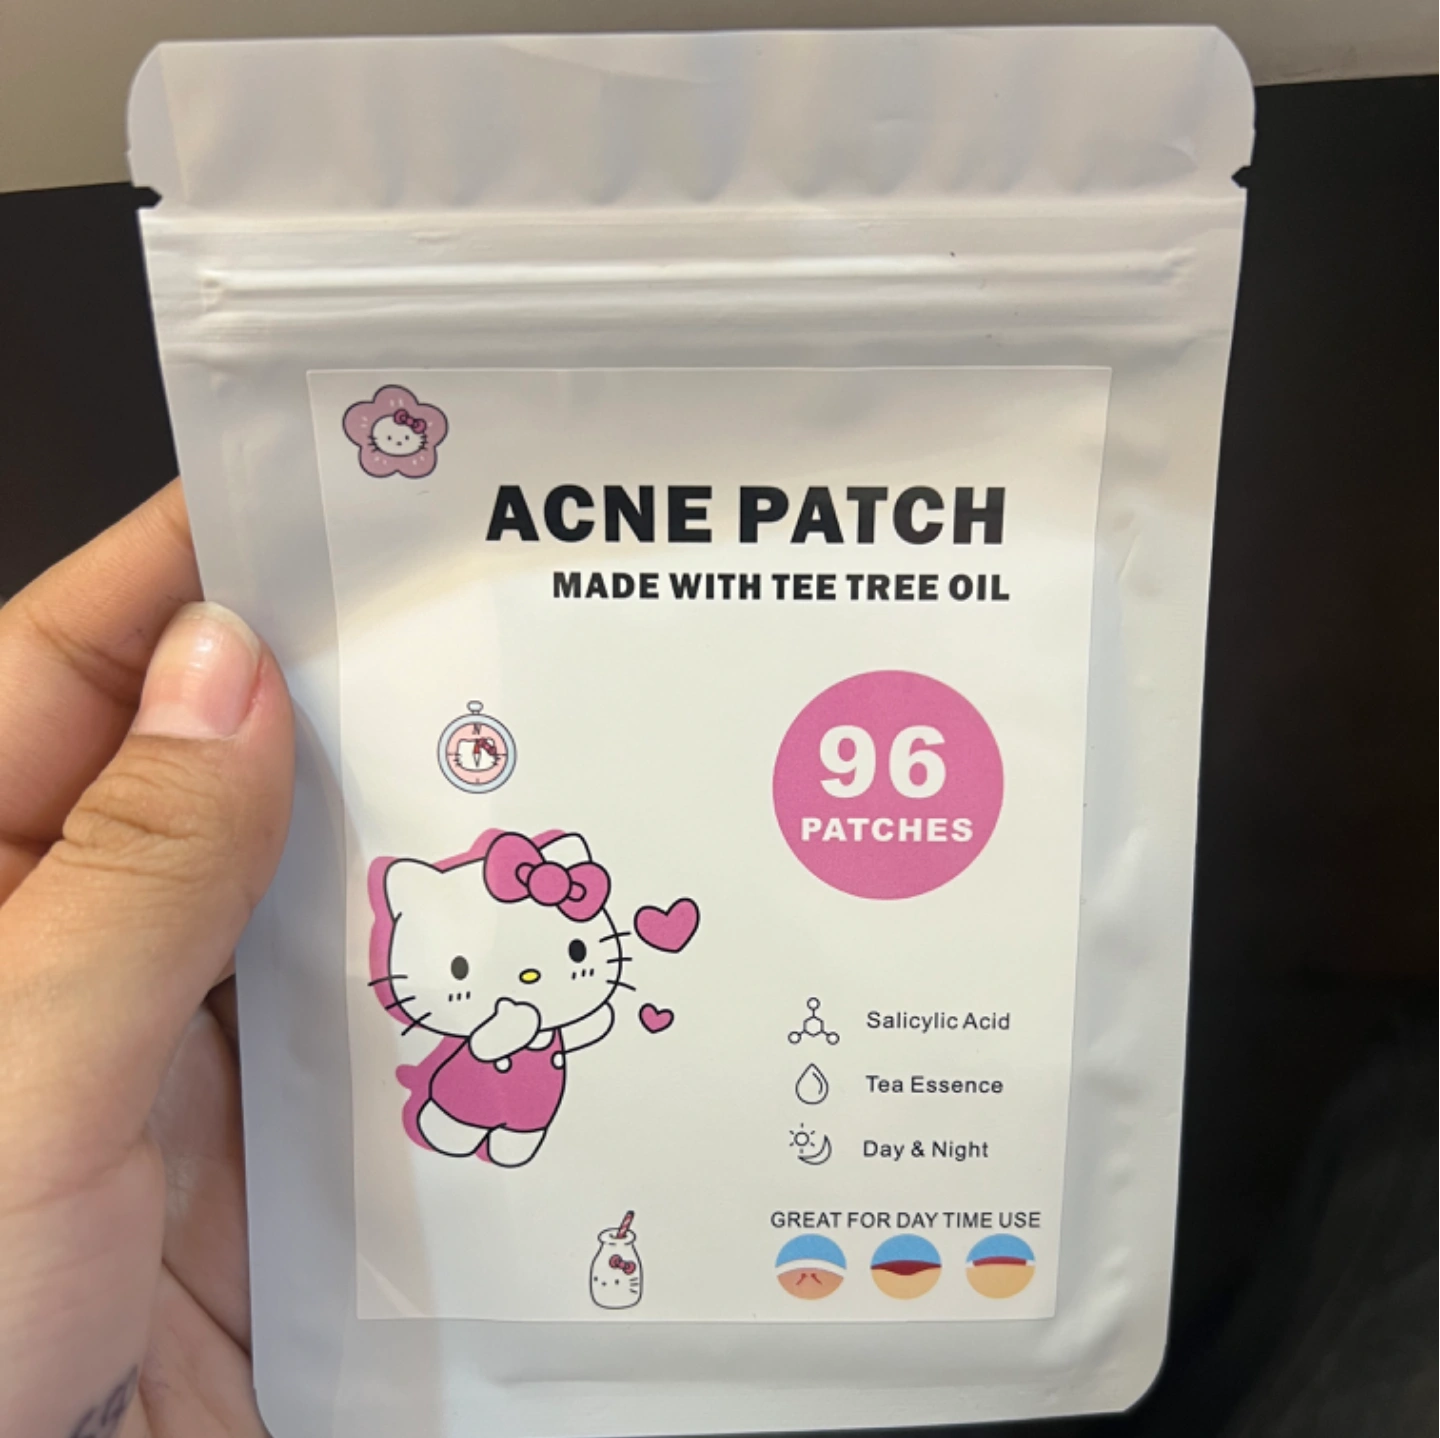 ACNE PATCH
MADE WITH TEE TREE OIL
N
96
PATCHES
Salicylic Acid
Tea Essence
Day & Night
GREAT FOR DAY TIME USE